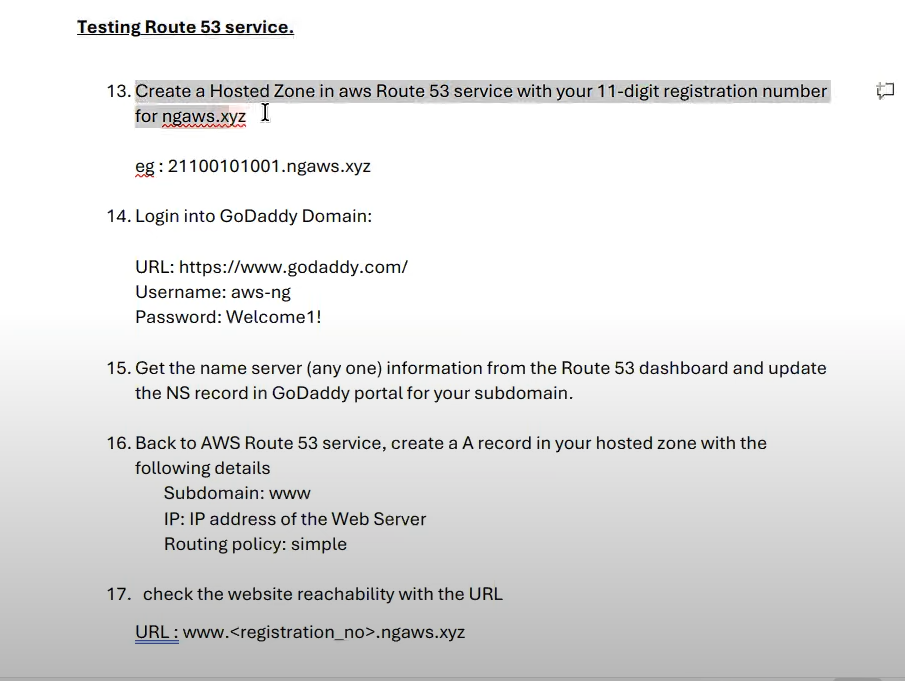 Testing Route 53 service.
13. Create a Hosted Zone in aws Route 53 service with your 11-digit registration number
for ngaws.xyz
eg : 21100101001.ngaws.xyz
14. Login into GoDaddy Domain:
URL: https://www.godaddy.com/
Username: aws-ng
Password: Welcome1!
15. Get the name server (any one) information from the Route 53 dashboard and update
the NS record in GoDaddy portal for your subdomain.
16. Back to AWS Route 53 service, create a A record in your hosted zone with the
following details
Subdomain: www
IP: IP address of the Web Server
Routing policy: simple
17. check the website reachability with the URL
URL : www.<registration_no>.ngaws.xyz